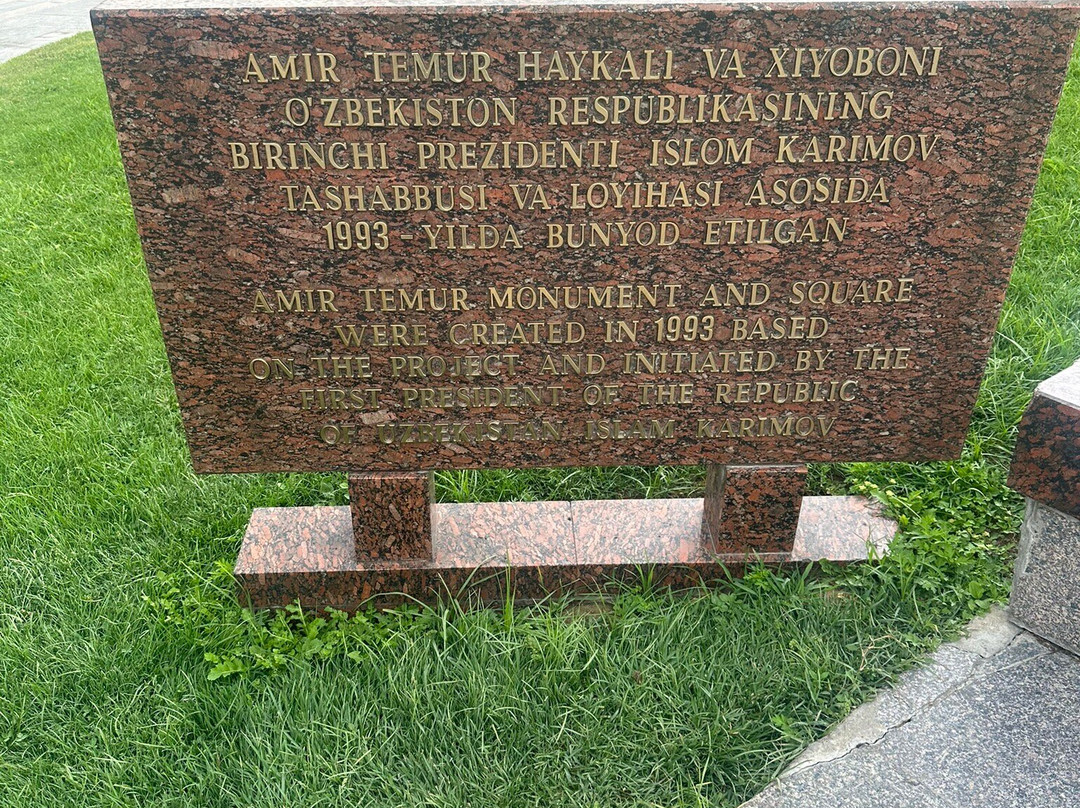 AMIR TEMUR HAYKALI VA XIYOBONI
O'ZBEKISTON RESPUBLIKASINING
BIRINCHI PREZIDENTI ISLOM KARIMOV
TASHABBUSI VA LOYIHASI ASOSIDA
1993 - YILDA BUNYOD ETILGAN
AMIR TEMUR MONUMENT AND SQUARE
WERE CREATED IN 1993 BASED
ON THE PROJECT AND INITIATED BY THE
FIRST PRESIDENT OF THE REPUBLIC
OF UZBEKISTAN ISLAM KARIMOV